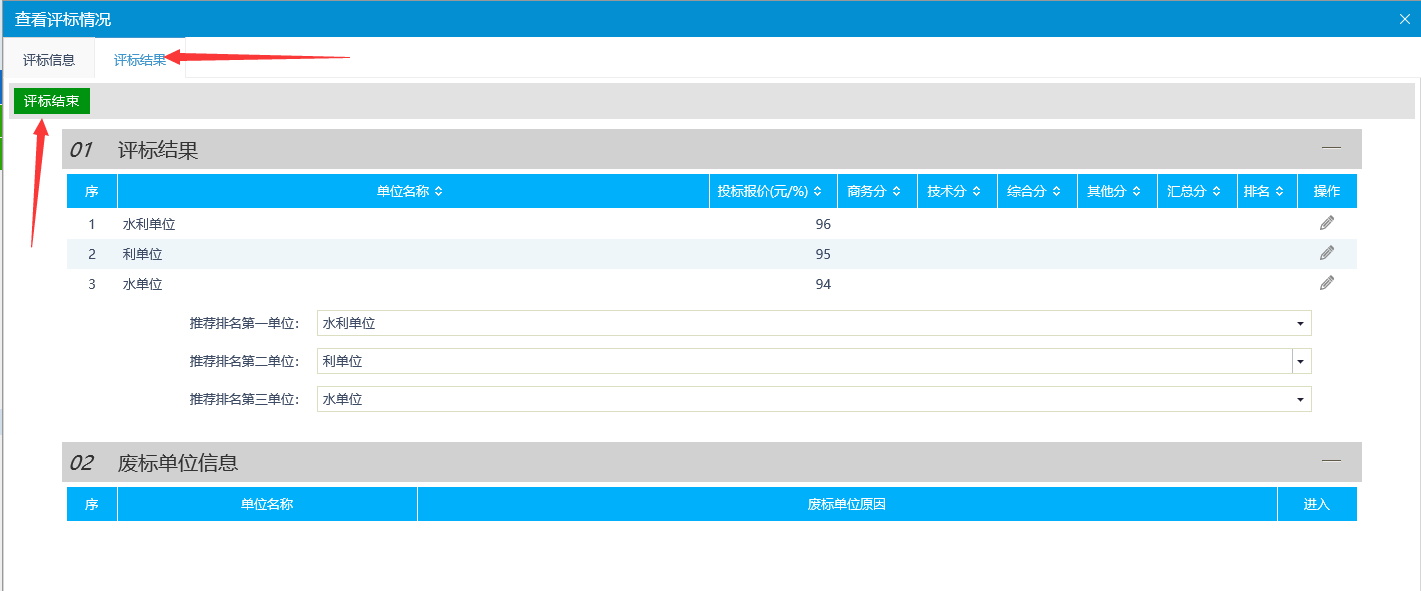 查看评标情况
评标信息 评标结果
评标结束
01 评标结果
序 单位名称 投标报价(元/%) 商务分 技术分 综合分 其他分 汇总分 排名 操作
1 水利单位 96
2 利单位 95
3 水单位 94
推荐排名第一单位： 水利单位
推荐排名第二单位： 利单位
推荐排名第三单位： 水单位
02 废标单位信息
序 单位名称 废标单位原因 进入